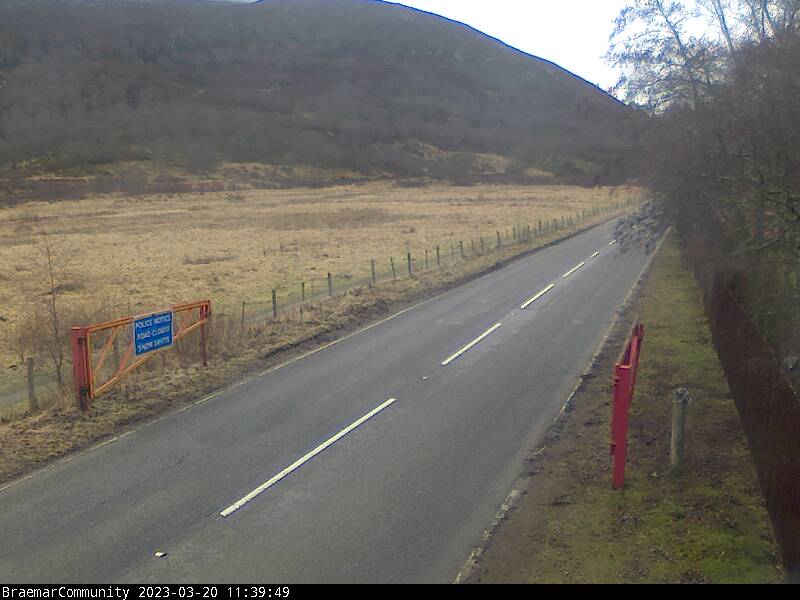 POLICE NOTICE
ROAD CLOSED
SNOW DRIFTS
BraemarCommunity 2023-03-20 11:39:49